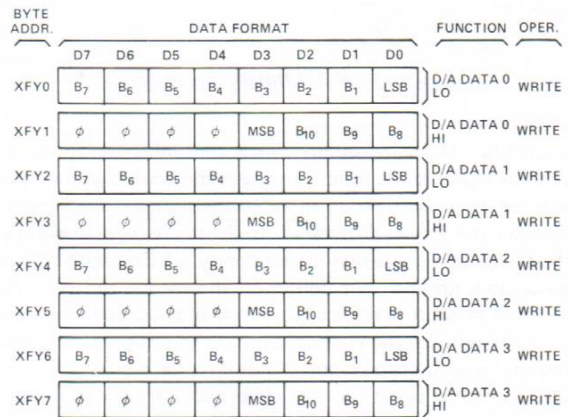 BYTE
ADDR. DATA FORMAT FUNCTION OPER.
D7 D6 D5 D4 D3 D2 D1 D0
XFY0 B7 B6 B5 B4 B3 B2 B1 LSB D/A DATA 0 LO WRITE
XFY1 ϕ ϕ ϕ ϕ MSB B10 B9 B8 D/A DATA 0 HI WRITE
XFY2 B7 B6 B5 B4 B3 B2 B1 LSB D/A DATA 1 LO WRITE
XFY3 ϕ ϕ ϕ ϕ MSB B10 B9 B8 D/A DATA 1 HI WRITE
XFY4 B7 B6 B5 B4 B3 B2 B1 LSB D/A DATA 2 LO WRITE
XFY5 ϕ ϕ ϕ ϕ MSB B10 B9 B8 D/A DATA 2 HI WRITE
XFY6 B7 B6 B5 B4 B3 B2 B1 LSB D/A DATA 3 LO WRITE
XFY7 ϕ ϕ ϕ ϕ MSB B10 B9 B8 D/A DATA 3 HI WRITE